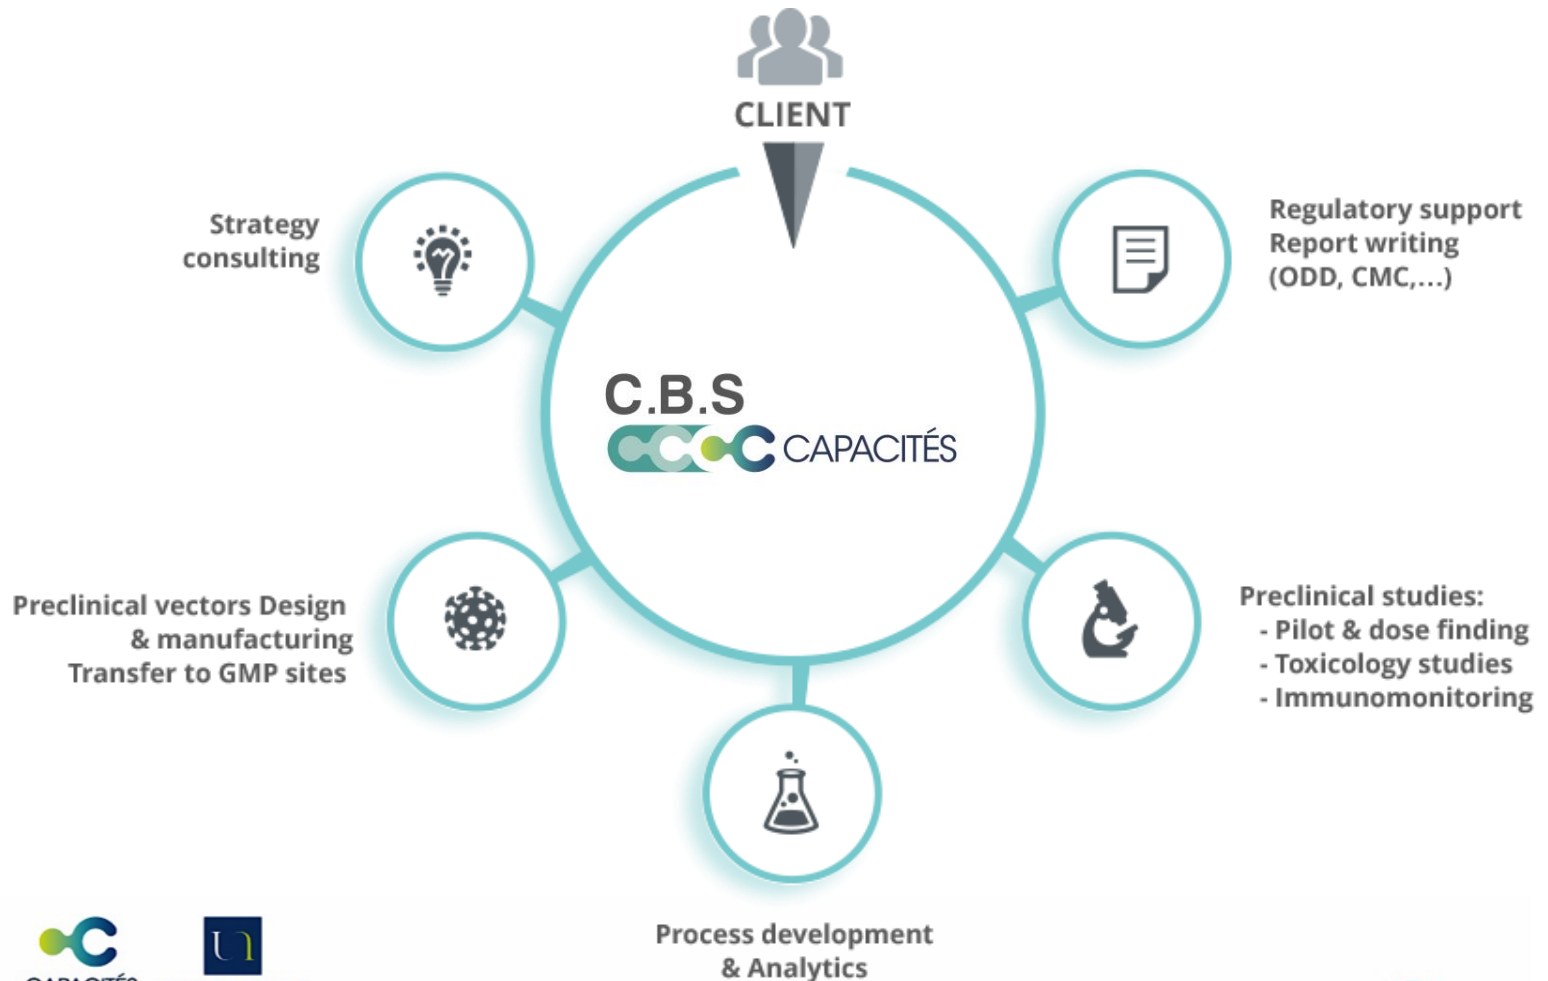 CLIENT
Strategy
consulting
Regulatory support
Report writing
(ODD, CMC,...)
C.B.S
CAPACITÉS
Preclinical vectors Design
& manufacturing
Transfer to GMP sites
Preclinical studies:
- Pilot & dose finding
- Toxicology studies
- Immunomonitoring
Process development
& Analytics
CAPACITÉS